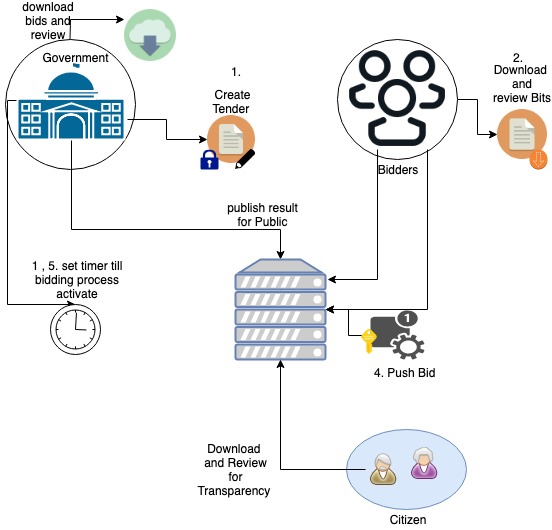 download
bids and
review
Government
1.
Create
Tender
2.
Download
and
review Bits
Bidders
publish result
for Public
1 , 5. set timer till
bidding process
activate
1
4. Push Bid
Download
and Review
for
Transparency
Citizen